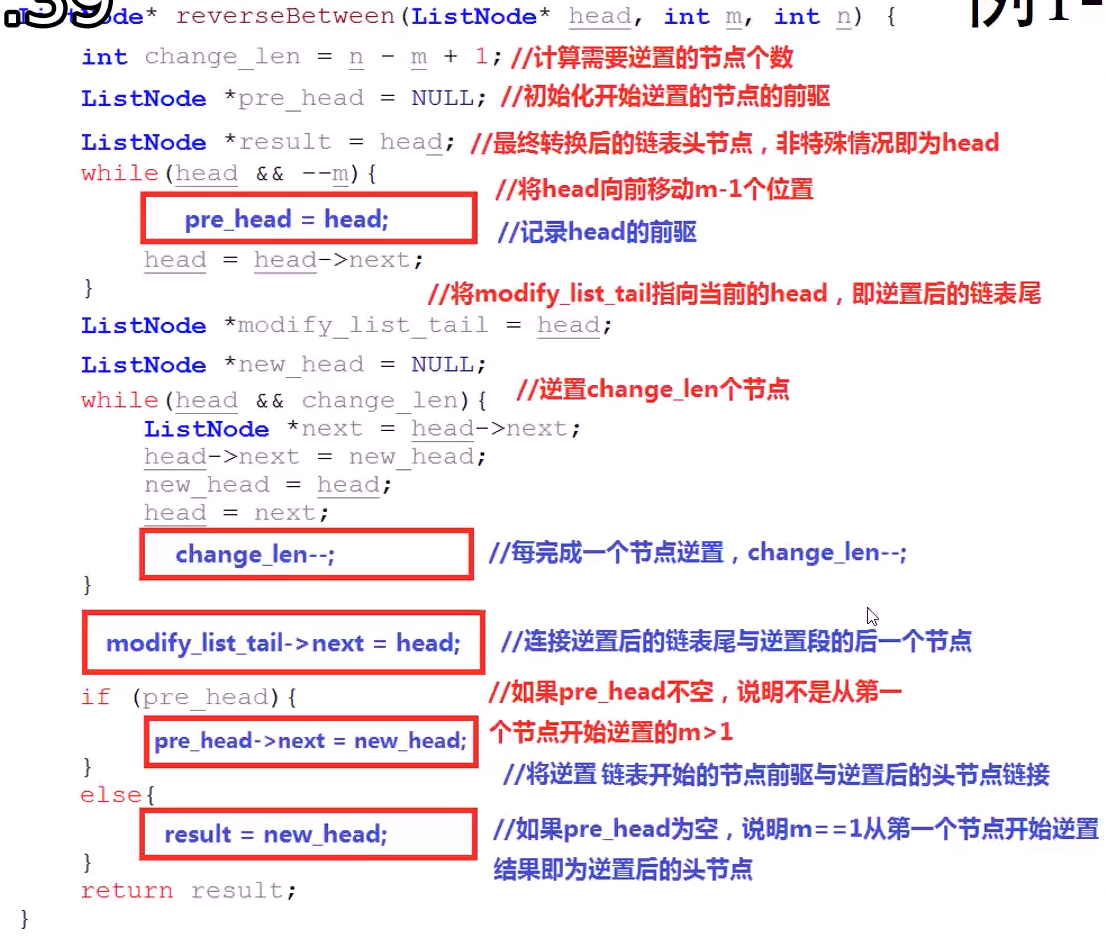 .39
例1-
ListNode* reverseBetween(ListNode* head, int m, int n) {
int change_len = n - m + 1; //计算需要逆置的节点个数
ListNode *pre_head = NULL; //初始化开始逆置的节点的前驱
ListNode *result = head; //最终转换后的链表头节点，非特殊情况即为head
while(head && --m){
//将head向前移动m-1个位置
pre_head = head; //记录head的前驱
head = head->next;
}
//将modify_list_tail指向当前的head，即逆置后的链表尾
ListNode *modify_list_tail = head;
ListNode *new_head = NULL;
while(head && change_len){ //逆置change_len个节点
ListNode *next = head->next;
head->next = new_head;
new_head = head;
head = next;
change_len--; //每完成一个节点逆置，change_len--;
}
modify_list_tail->next = head; //连接逆置后的链表尾与逆置段的后一个节点
if (pre_head){ //如果pre_head不空，说明不是从第一
个节点开始逆置的m>1
pre_head->next = new_head;
} //将逆置 链表开始的节点前驱与逆置后的头节点链接
else{
result = new_head; //如果pre_head为空，说明m==1从第一个节点开始逆置
} 结果即为逆置后的头节点
return result;
}